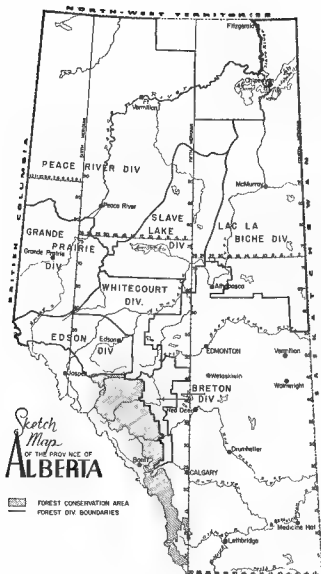 NORTH-WEST TERRITORIES
Fitzgerald
Ft
Vermilion
PEACE RIVER DIV
BRITISH COLUMBIA
McMurray
Peace River
SLAVE
LAKE
DIV
LAC LA
BICHE DIV
GRANDE
PRAIRIE
Grande Prairie
DIV
Athabasca
WHITECOURT
DIV.
EDSON
DIV
Edson
EDMONTON
Vermilion
Jasper
Wetaskiwin
Wainwright
BRETON
DIV
Red Deer
Sketch
Map
OF THE PROVINCE OF
ALBERTA
Drumheller
Banff
CALGARY
FOREST CONSERVATION AREA
FOREST DIV. BOUNDARIES
Medicine Hat
Lethbridge